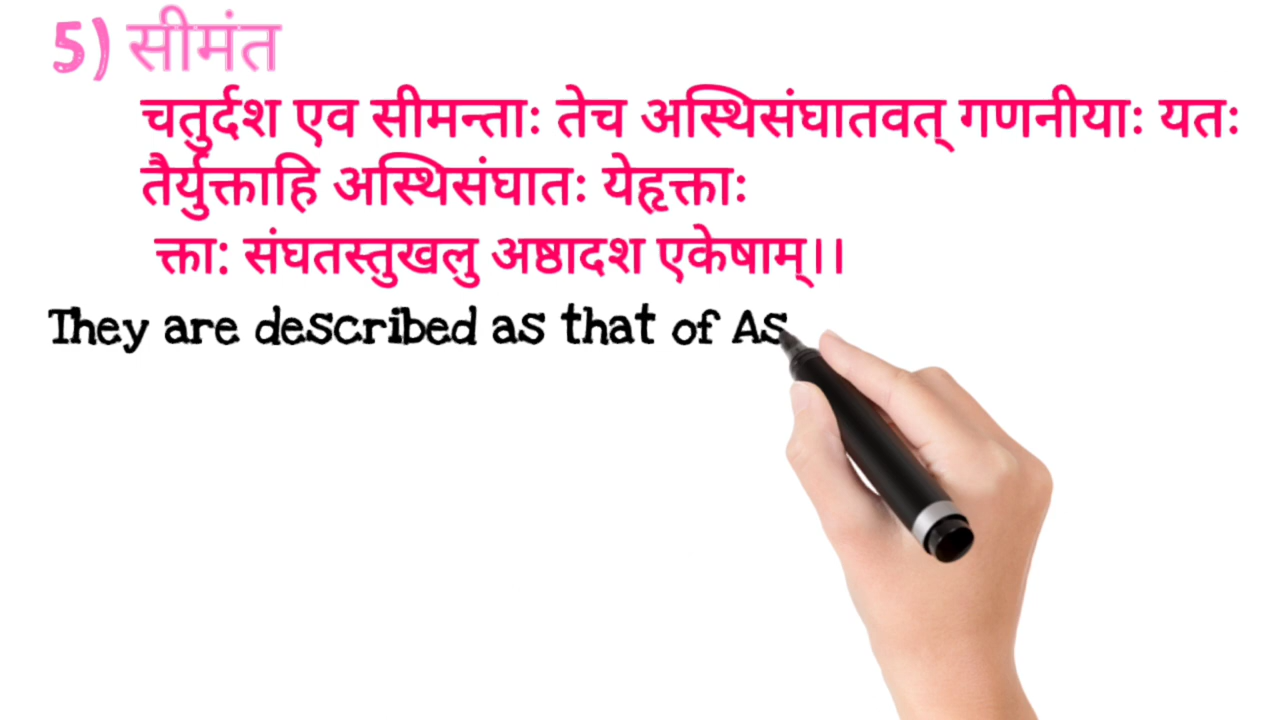 5) सीमंत
चतुर्दश एव सीमन्ताः तेच अस्थिसंघातवत् गणनीयाः यतः
तैर्युक्ताहि अस्थिसंघातः येहृक्ताः
क्ता: संघतस्तुखलु अष्ठादश एकेषाम्।।
They are described as that of As